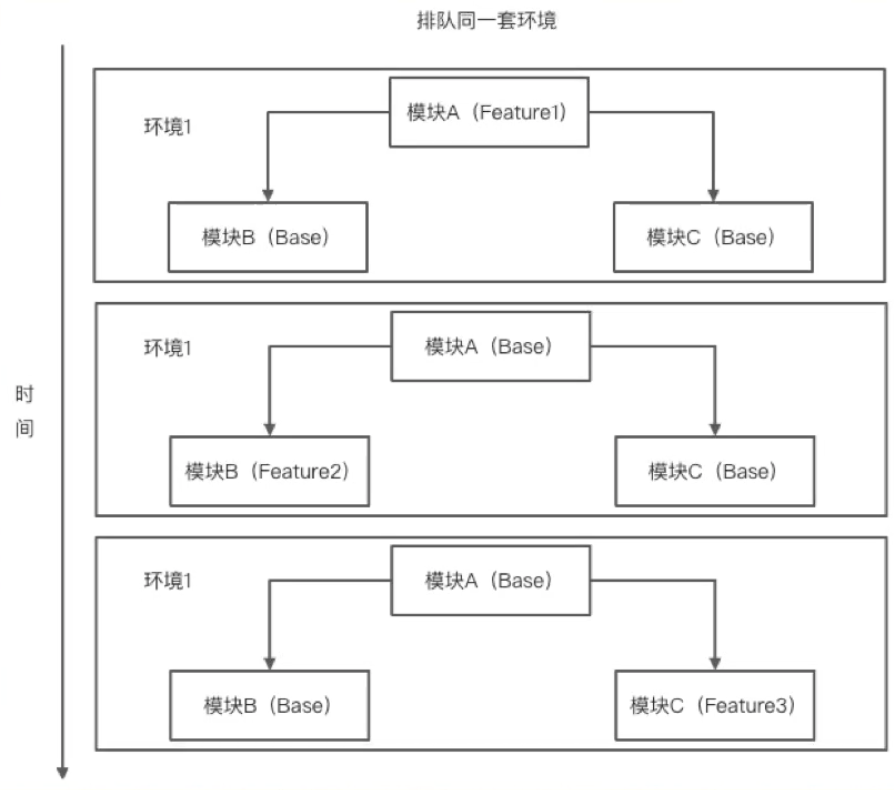 排队同一套环境
环境1
模块A（Feature1）
模块B（Base）
模块C（Base）
时
间
环境1
模块A（Base）
模块B（Feature2）
模块C（Base）
环境1
模块A（Base）
模块B（Base）
模块C（Feature3）